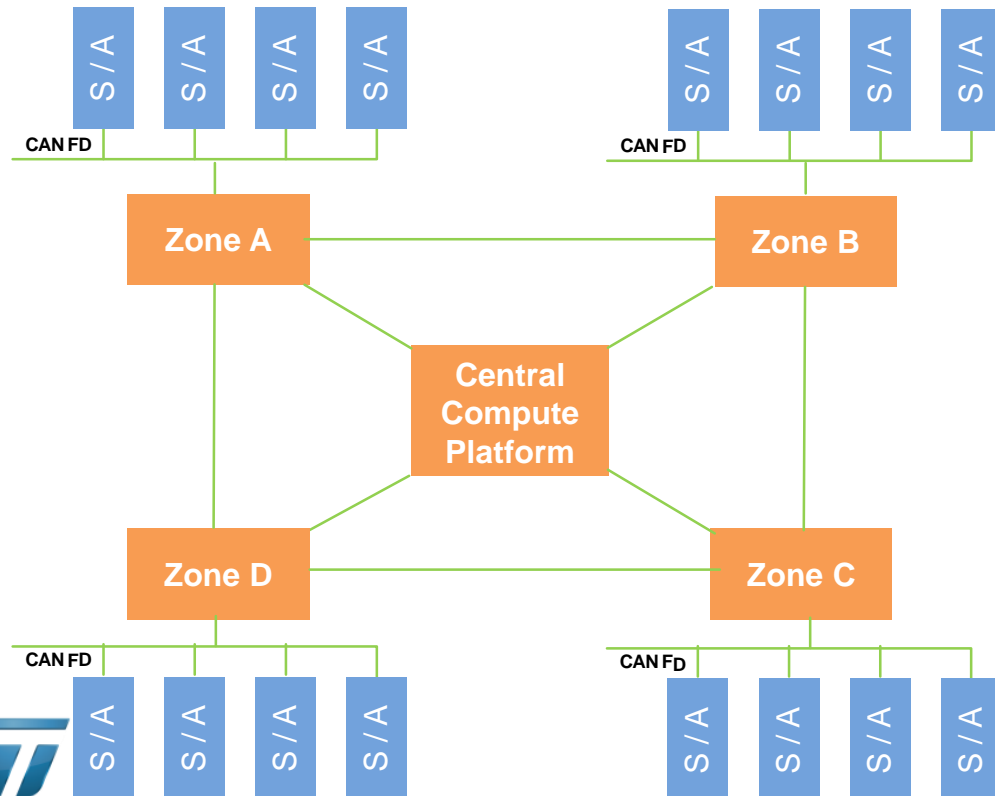 S / A
S / A
S / A
S / A
S / A
S / A
S / A
S / A
CAN FD
CAN FD
Zone A
Zone B
Central
Compute
Platform
Zone D
Zone C
CAN FD
CAN FD
S / A
S / A
S / A
S / A
S / A
S / A
S / A
S / A